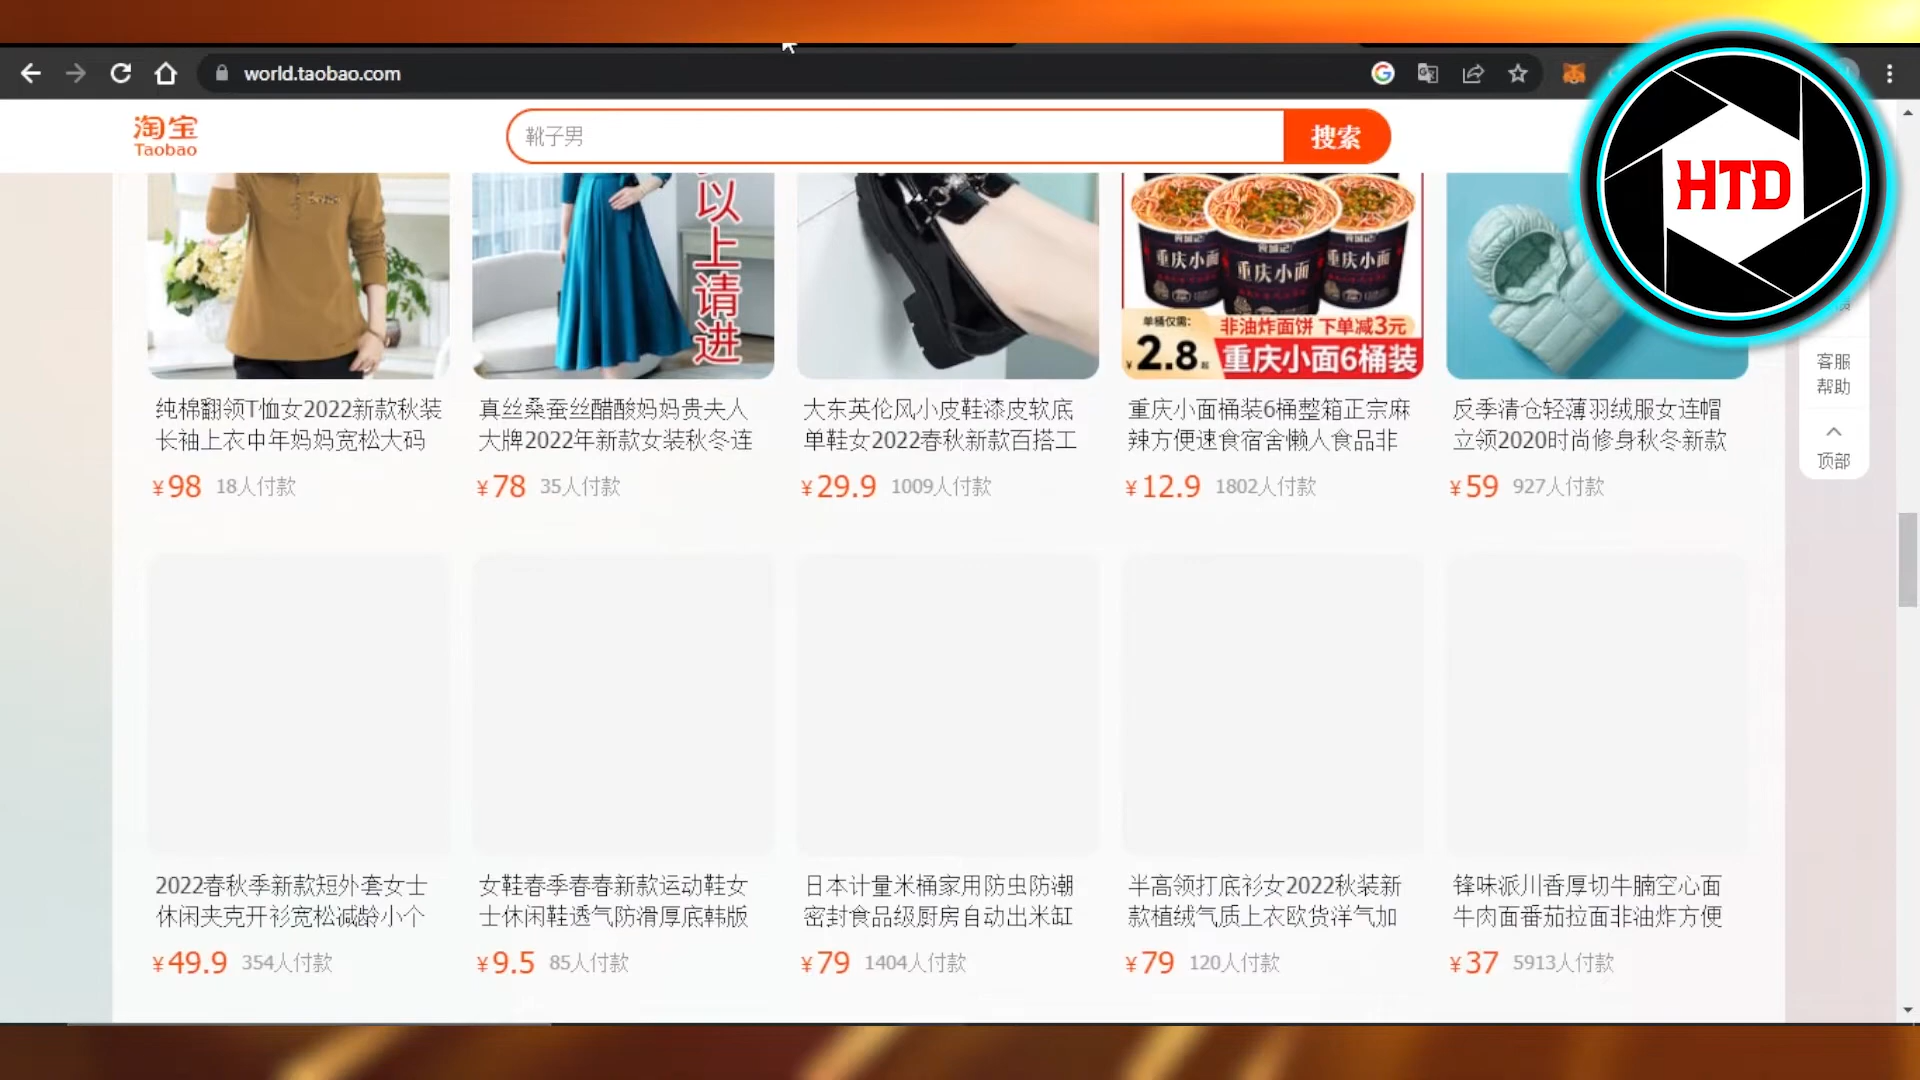 world.taobao.com
淘宝
Taobao
靴子男
搜索
HTD
以上请进
重庆小面
重庆小面
重庆小面
单桶仅需:
¥2.8起
非油炸面饼 下单减3元
重庆小面6桶装
客服
帮助
顶部
纯棉翻领T恤女2022新款秋装
长袖上衣中年妈妈宽松大码
¥98 18人付款
真丝桑蚕丝醋酸妈妈贵夫人
大牌2022年新款女装秋冬连
¥78 35人付款
大东英伦风小皮鞋漆皮软底
单鞋女2022春秋新款百搭工
¥29.9 1009人付款
重庆小面桶装6桶整箱正宗麻
辣方便速食宿舍懒人食品非
¥12.9 1802人付款
反季清仓轻薄羽绒服女连帽
立领2020时尚修身秋冬新款
¥59 927人付款
2022春秋季新款短外套女士
休闲夹克开衫宽松减龄小个
¥49.9 354人付款
女鞋春季春春新款运动鞋女
士休闲鞋透气防滑厚底韩版
¥9.5 85人付款
日本计量米桶家用防虫防潮
密封食品级厨房自动出米缸
¥79 1404人付款
半高领打底衫女2022秋装新
款植绒气质上衣欧货洋气加
¥79 120人付款
锋味派川香厚切牛腩空心面
牛肉面番茄拉面非油炸方便
¥37 5913人付款